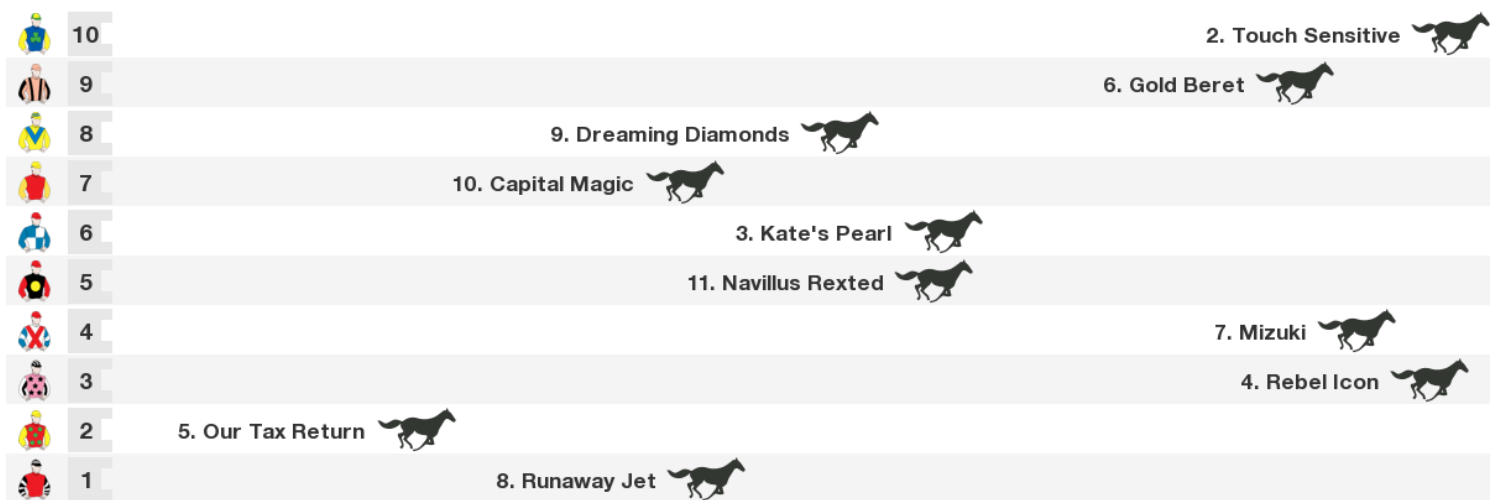 10 2. Touch Sensitive
9 6. Gold Beret
8 9. Dreaming Diamonds
7 10. Capital Magic
6 3. Kate's Pearl
5 11. Navillus Rexted
4 7. Mizuki
3 4. Rebel Icon
2 5. Our Tax Return
1 8. Runaway Jet